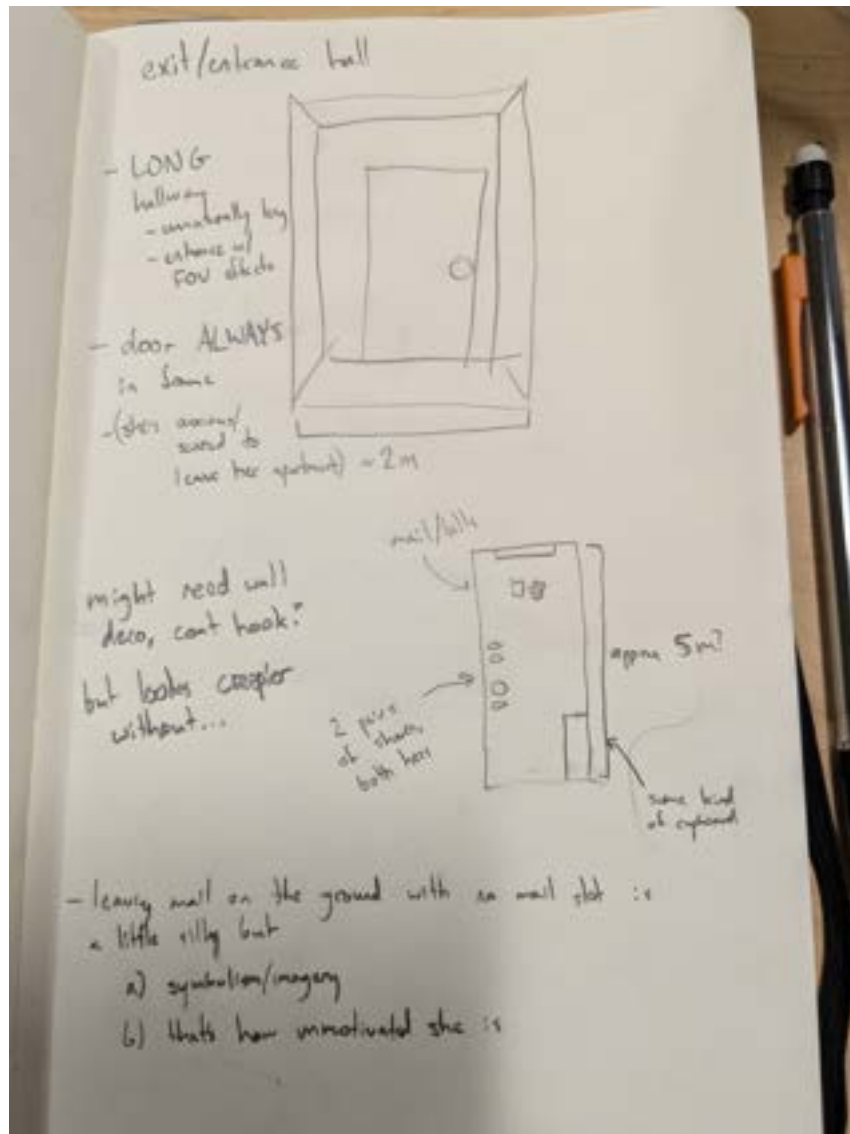 exit/entrance hall
- LONG
hallway
- unnaturally long
- enhance w/
FOV effects
- door ALWAYS
in frame
- (she's anxious/
scared to
leave her apartment)
~ 2m
might need wall
deco, coat hook?
but looks creepier
without...
mail/bills
approx 5m?
2 pairs
of shoes,
both hers
some kind
of cupboard
- leaving mail on the ground with no mail slot is
a little silly but
a) symbolism/imagery
b) thats how unmotivated she is